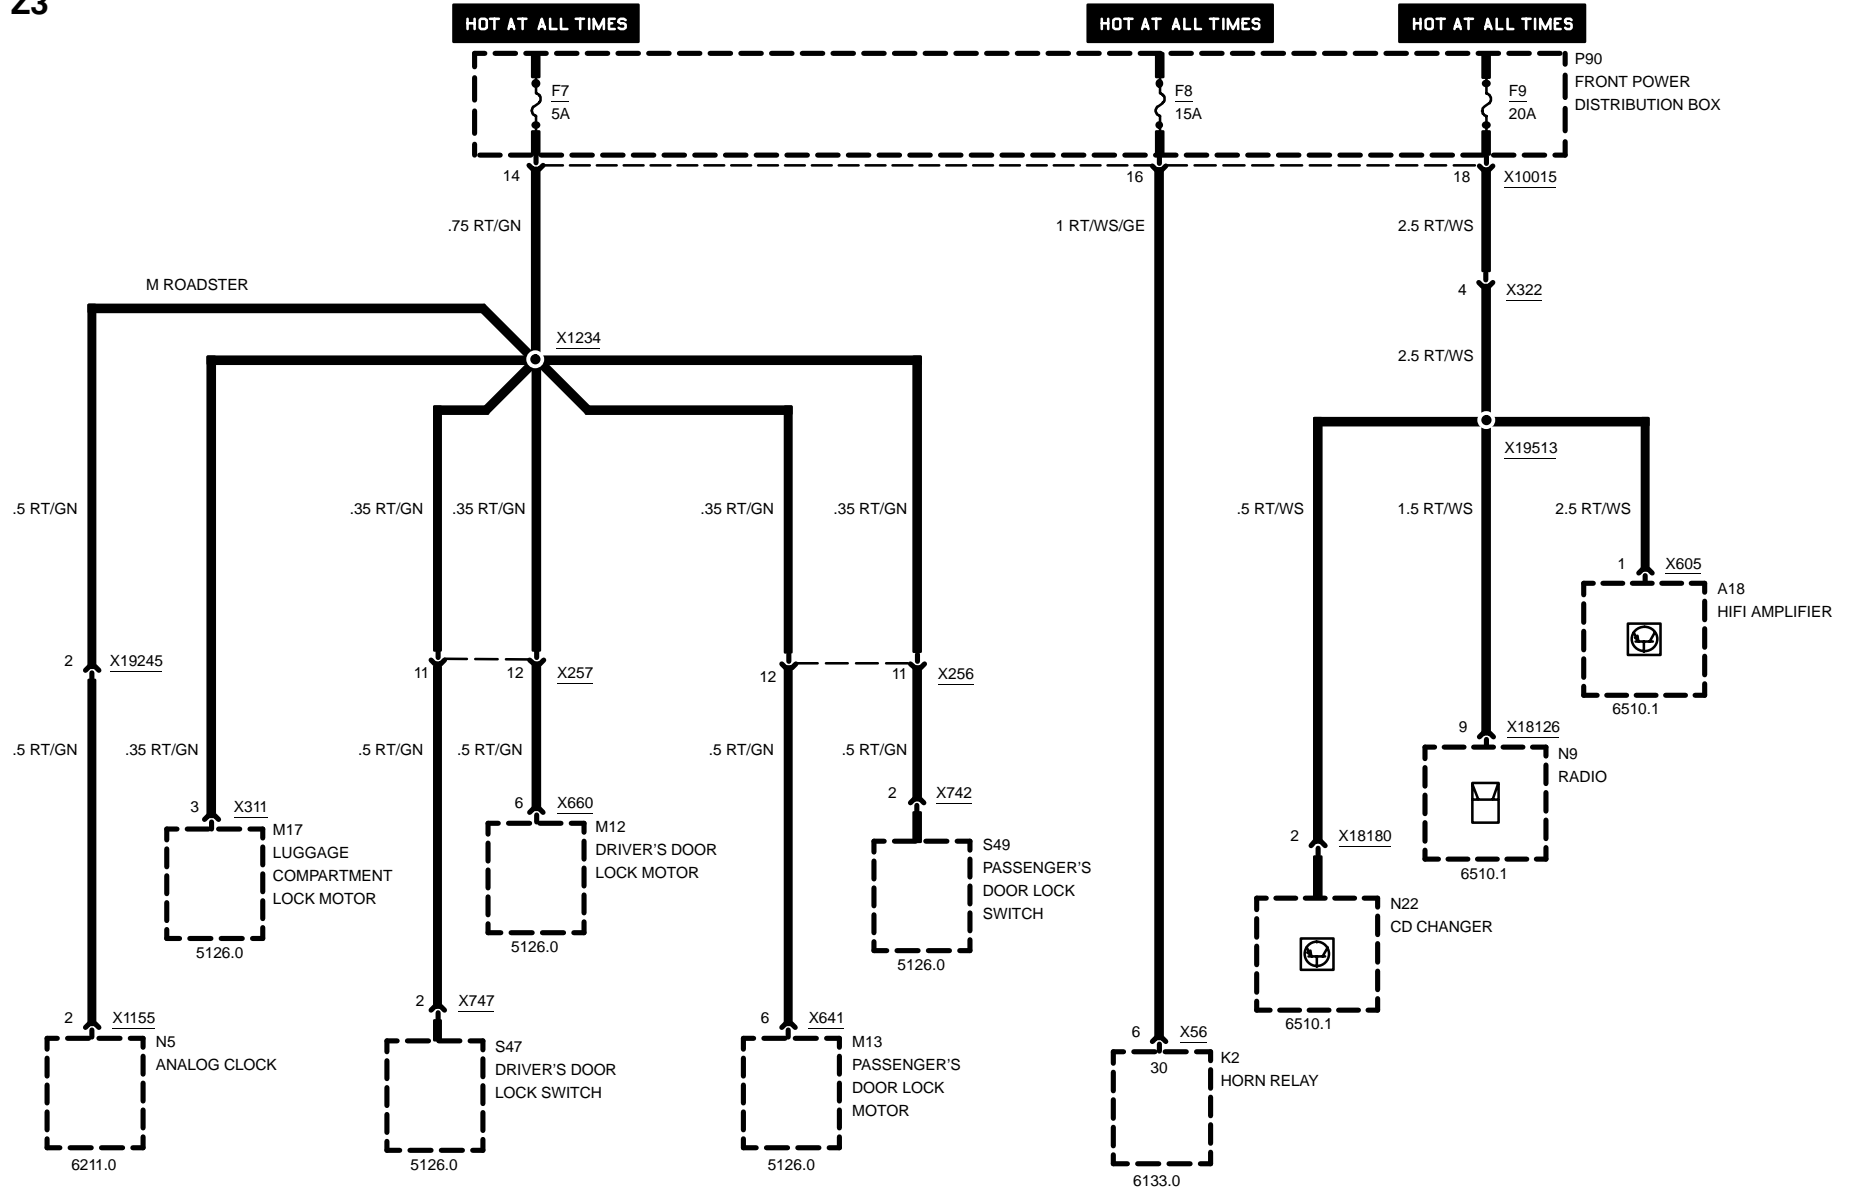 Z3
HOT AT ALL TIMES
HOT AT ALL TIMES
HOT AT ALL TIMES
P90
FRONT POWER
DISTRIBUTION BOX
F7
5A
F8
15A
F9
20A
14
16
18
X10015
.75 RT/GN
1 RT/WS/GE
2.5 RT/WS
M ROADSTER
4
X322
X1234
2.5 RT/WS
X19513
.5 RT/GN
.35 RT/GN
.35 RT/GN
.35 RT/GN
.35 RT/GN
.5 RT/WS
1.5 RT/WS
2.5 RT/WS
1
X605
A18
HIFI AMPLIFIER
6510.1
2
X19245
11
12
X257
12
11
X256
.5 RT/GN
.35 RT/GN
.5 RT/GN
.5 RT/GN
.5 RT/GN
.5 RT/GN
9
X18126
N9
RADIO
6510.1
3
X311
M17
LUGGAGE
COMPARTMENT
LOCK MOTOR
5126.0
6
X660
M12
DRIVER'S DOOR
LOCK MOTOR
5126.0
2
X742
S49
PASSENGER'S
DOOR LOCK
SWITCH
5126.0
2
X18180
N22
CD CHANGER
6510.1
2
X1155
N5
ANALOG CLOCK
6211.0
2
X747
S47
DRIVER'S DOOR
LOCK SWITCH
5126.0
6
X641
M13
PASSENGER'S
DOOR LOCK
MOTOR
5126.0
6
X56
30
K2
HORN RELAY
6133.0